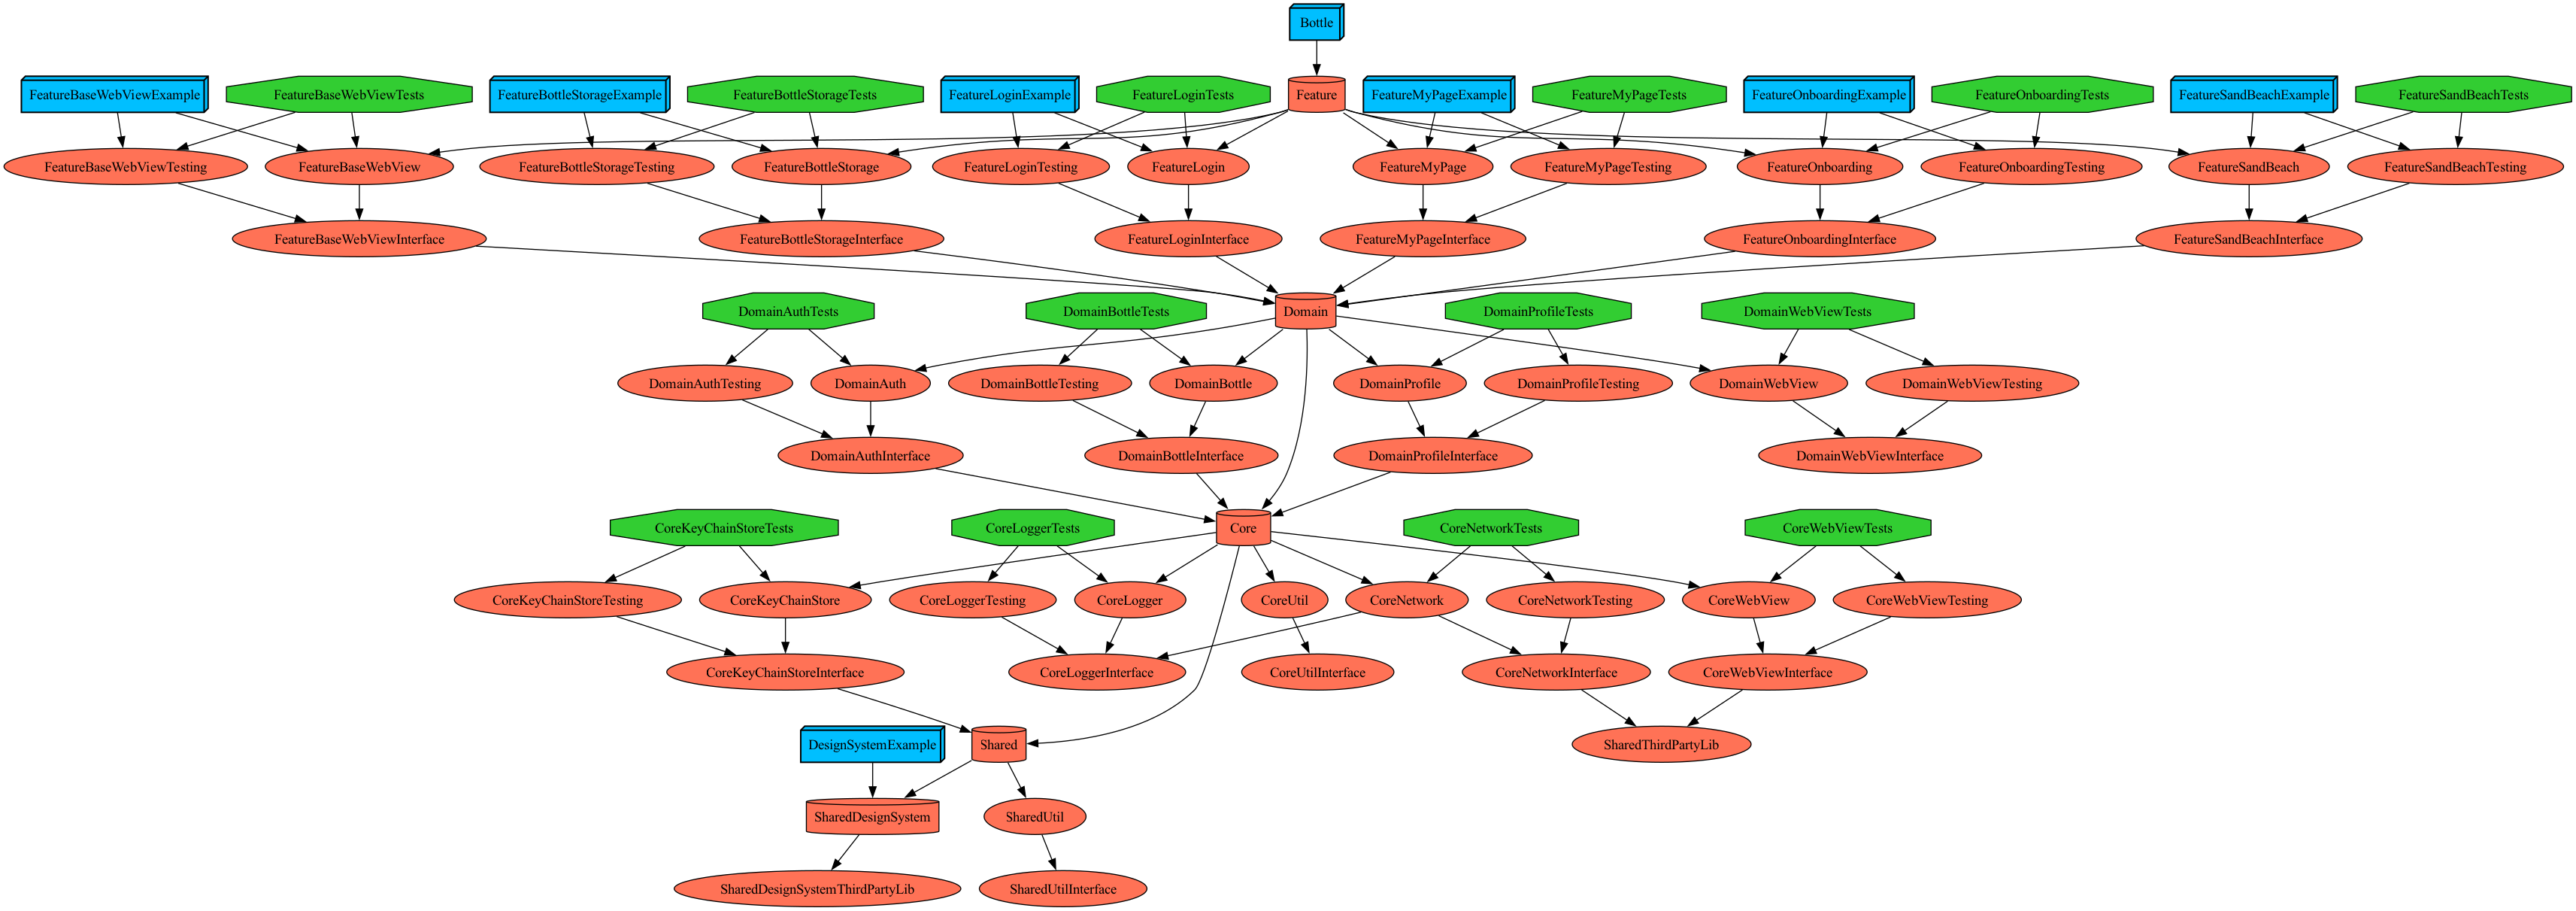 Bottle
FeatureBaseWebViewExample
FeatureBaseWebViewTests
FeatureBottleStorageExample
FeatureBottleStorageTests
FeatureLoginExample
FeatureLoginTests
Feature
FeatureMyPageExample
FeatureMyPageTests
FeatureOnboardingExample
FeatureOnboardingTests
FeatureSandBeachExample
FeatureSandBeachTests
FeatureBaseWebViewTesting
FeatureBaseWebView
FeatureBottleStorageTesting
FeatureBottleStorage
FeatureLoginTesting
FeatureLogin
FeatureMyPage
FeatureMyPageTesting
FeatureOnboarding
FeatureOnboardingTesting
FeatureSandBeach
FeatureSandBeachTesting
FeatureBaseWebViewInterface
FeatureBottleStorageInterface
FeatureLoginInterface
FeatureMyPageInterface
FeatureOnboardingInterface
FeatureSandBeachInterface
DomainAuthTests
DomainBottleTests
Domain
DomainProfileTests
DomainWebViewTests
DomainAuthTesting
DomainAuth
DomainBottleTesting
DomainBottle
DomainProfile
DomainProfileTesting
DomainWebView
DomainWebViewTesting
DomainAuthInterface
DomainBottleInterface
DomainProfileInterface
DomainWebViewInterface
CoreKeyChainStoreTests
CoreLoggerTests
Core
CoreNetworkTests
CoreWebViewTests
CoreKeyChainStoreTesting
CoreKeyChainStore
CoreLoggerTesting
CoreLogger
CoreUtil
CoreNetwork
CoreNetworkTesting
CoreWebView
CoreWebViewTesting
CoreKeyChainStoreInterface
CoreLoggerInterface
CoreUtilInterface
CoreNetworkInterface
CoreWebViewInterface
DesignSystemExample
Shared
SharedThirdPartyLib
SharedDesignSystem
SharedUtil
SharedDesignSystemThirdPartyLib
SharedUtilInterface